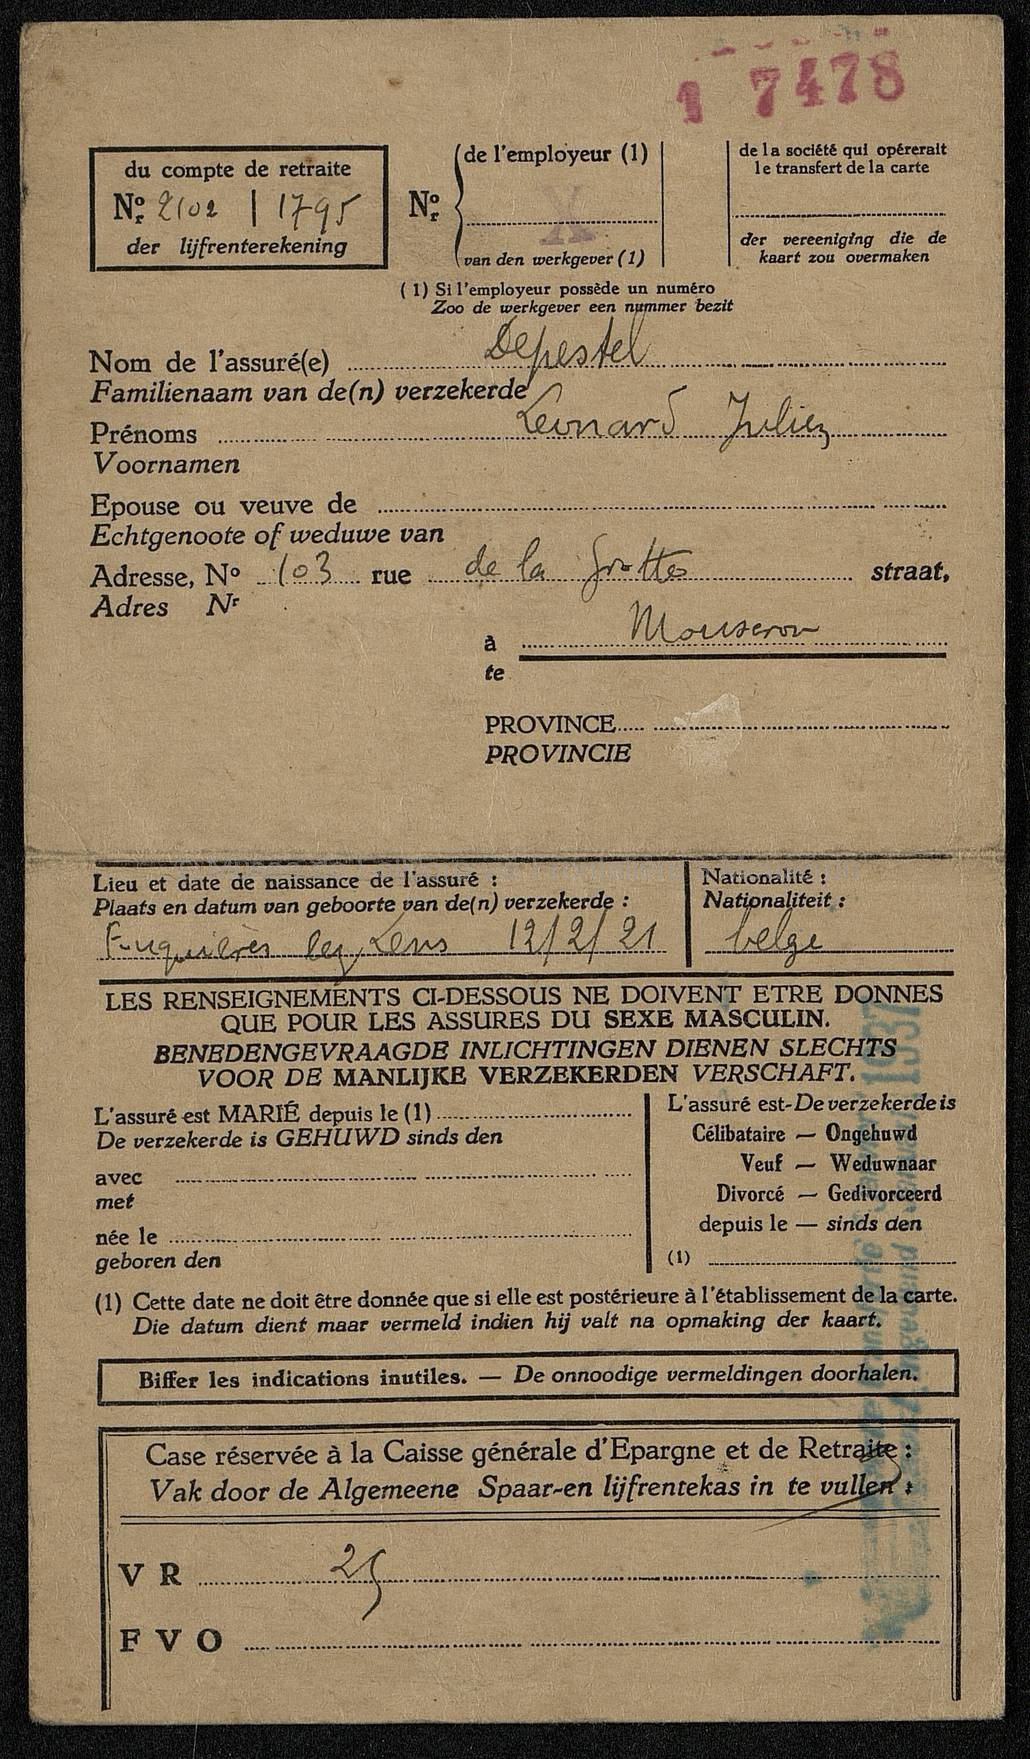 1 7478
du compte de retraite
Nº 2102 | 1795
Nr
der lijfrenterekening
Nº
Nr
de l'employeur (1)
X
van den werkgever (1)
de la société qui opérerait
le transfert de la carte
der vereeniging die de
kaart zou overmaken
(1) Si l'employeur possède un numéro
Zoo de werkgever een nummer bezit
Nom de l'assuré(e) Depestel
Familienaam van de(n) verzekerde
Prénoms Leonard Julien
Voornamen
Epouse ou veuve de
Echtgenoote of weduwe van
Adresse, Nº 103 rue de la Grotte straat,
Adres Nr
à Mouscron
te
PROVINCE
PROVINCIE
Lieu et date de naissance de l'assuré :
Plaats en datum van geboorte van de(n) verzekerde :
Fouquières lez Lens 12/2/21
Nationalité :
Nationaliteit :
belge
LES RENSEIGNEMENTS CI-DESSOUS NE DOIVENT ETRE DONNES
QUE POUR LES ASSURES DU SEXE MASCULIN.
BENEDENGEVRAAGDE INLICHTINGEN DIENEN SLECHTS
VOOR DE MANLIJKE VERZEKERDEN VERSCHAFT.
L'assuré est MARIÉ depuis le (1)
De verzekerde is GEHUWD sinds den
avec
met
née le
geboren den
L'assuré est-De verzekerde is
Célibataire — Ongehuwd
Veuf — Weduwnaar
Divorcé — Gedivorceerd
depuis le — sinds den
(1)
(1) Cette date ne doit être donnée que si elle est postérieure à l'établissement de la carte.
Die datum dient maar vermeld indien hij valt na opmaking der kaart.
Biffer les indications inutiles. — De onnoodige vermeldingen doorhalen.
Case réservée à la Caisse générale d'Epargne et de Retraite :
Vak door de Algemeene Spaar-en lijfrentekas in te vullen :
V R 25
F V O
1937
1937